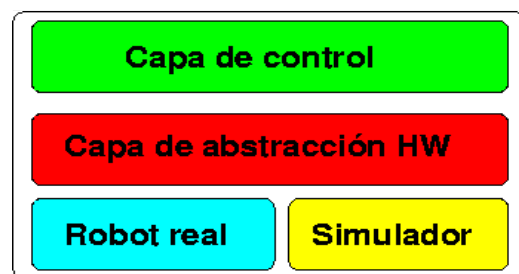 Capa de control
Capa de abstracción HW
Robot real
Simulador